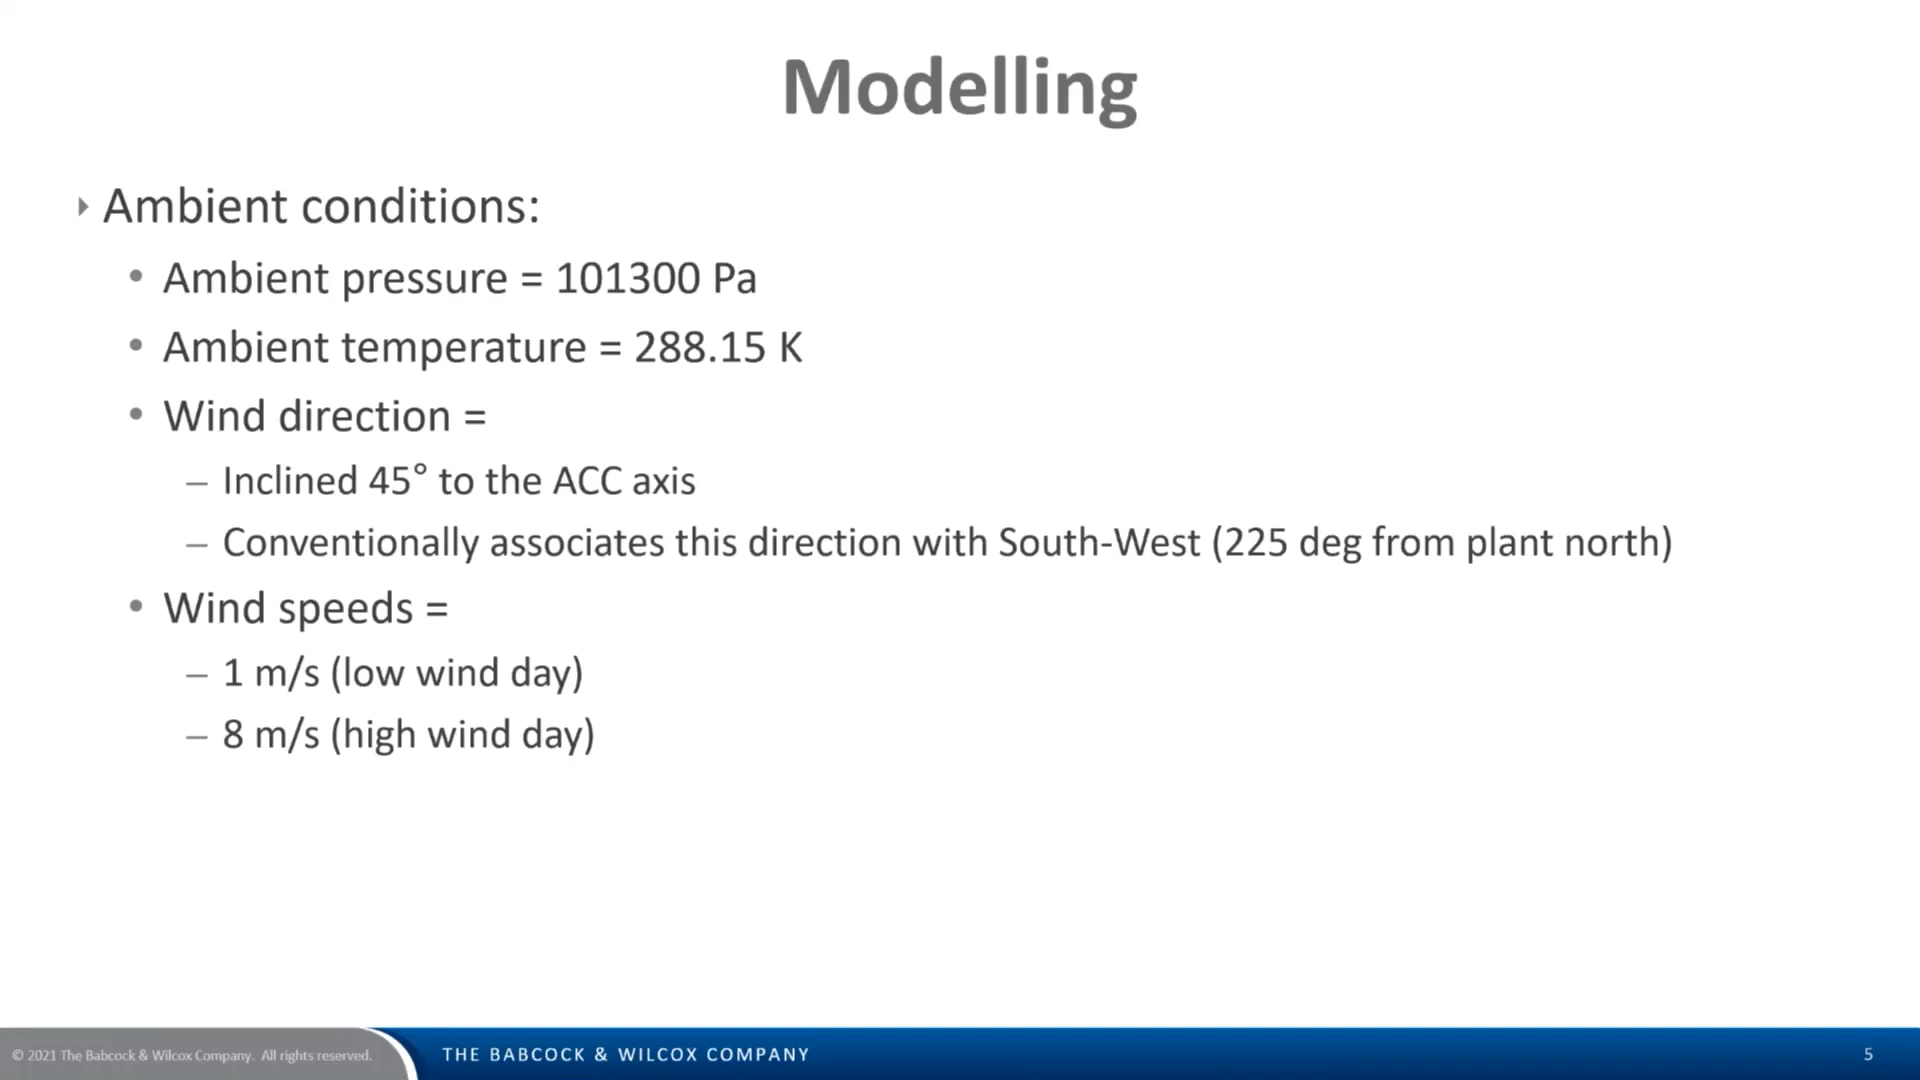 Modelling
Ambient conditions:
• Ambient pressure = 101300 Pa
• Ambient temperature = 288.15 K
• Wind direction =
– Inclined 45° to the ACC axis
– Conventionally associates this direction with South-West (225 deg from plant north)
• Wind speeds =
– 1 m/s (low wind day)
– 8 m/s (high wind day)
© 2021 The Babcock & Wilcox Company. All rights reserved.
THE BABCOCK & WILCOX COMPANY
5